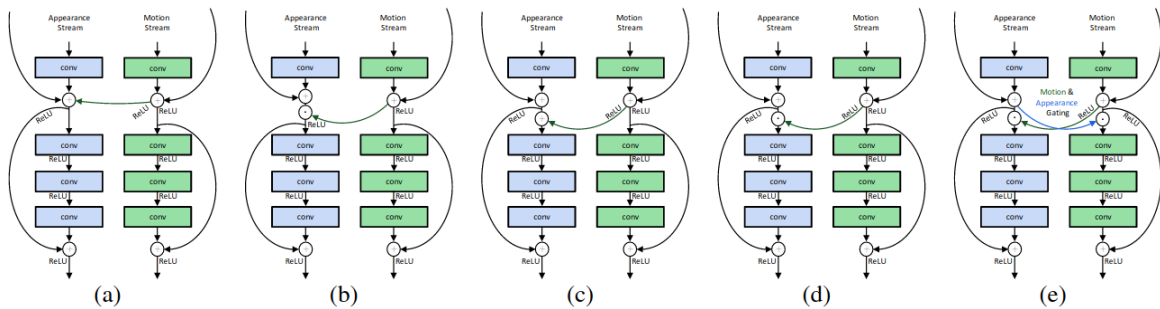 Appearance
Stream
Motion
Stream
conv
conv
+
+
ReLU
ReLU
ReLU
conv
conv
ReLU
ReLU
conv
conv
ReLU
ReLU
conv
conv
+
+
ReLU
ReLU
(a)
Appearance
Stream
Motion
Stream
conv
conv
+
+
ReLU
ReLU
conv
conv
ReLU
ReLU
conv
conv
ReLU
ReLU
conv
conv
+
+
ReLU
ReLU
(b)
Appearance
Stream
Motion
Stream
conv
conv
+
+
ReLU
ReLU
ReLU
+
conv
conv
ReLU
ReLU
conv
conv
ReLU
ReLU
conv
conv
+
+
ReLU
ReLU
(c)
Appearance
Stream
Motion
Stream
conv
conv
+
+
ReLU
ReLU
ReLU
conv
conv
ReLU
ReLU
conv
conv
ReLU
ReLU
conv
conv
+
+
ReLU
ReLU
(d)
Appearance
Stream
Motion
Stream
conv
conv
Motion &
Appearance
Gating
+
+
ReLU
ReLU
ReLU
conv
conv
ReLU
ReLU
conv
conv
ReLU
ReLU
conv
conv
+
+
ReLU
ReLU
(e)